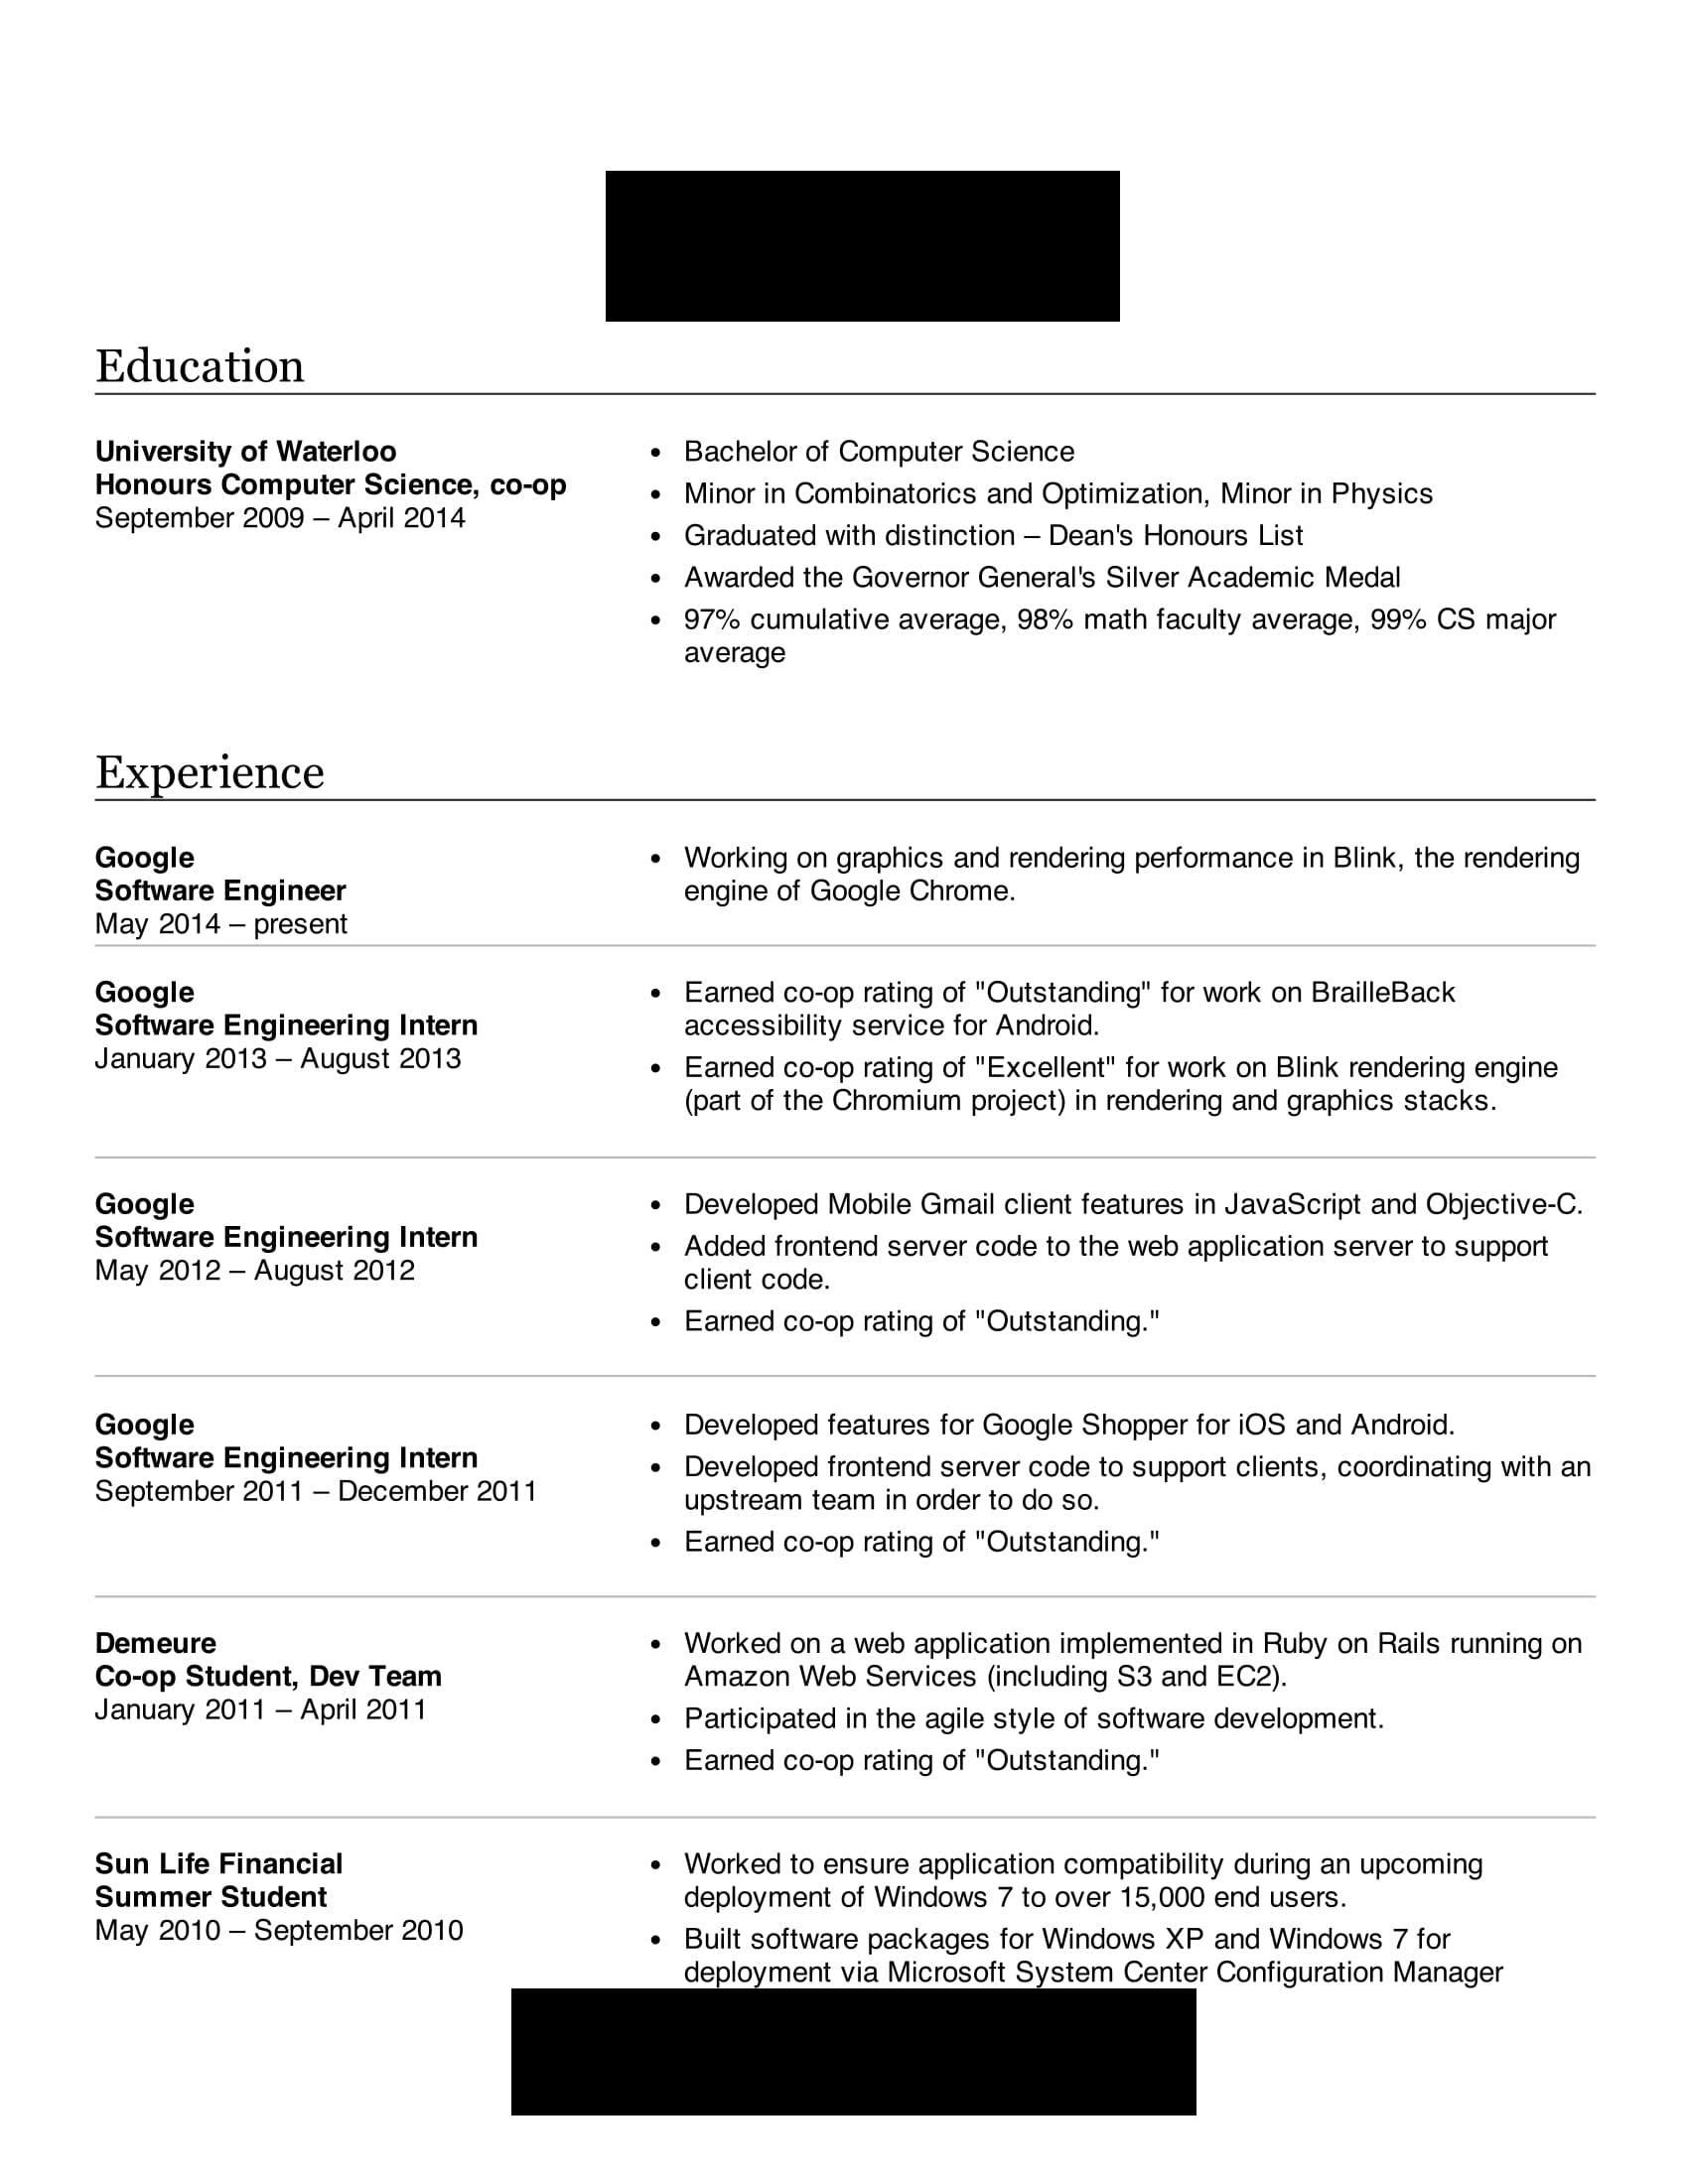 Education
University of Waterloo
Honours Computer Science, co-op
September 2009 – April 2014
• Bachelor of Computer Science
• Minor in Combinatorics and Optimization, Minor in Physics
• Graduated with distinction – Dean's Honours List
• Awarded the Governor General's Silver Academic Medal
• 97% cumulative average, 98% math faculty average, 99% CS major
average
Experience
Google
Software Engineer
May 2014 – present
• Working on graphics and rendering performance in Blink, the rendering
engine of Google Chrome.
Google
Software Engineering Intern
January 2013 – August 2013
• Earned co-op rating of "Outstanding" for work on BrailleBack
accessibility service for Android.
• Earned co-op rating of "Excellent" for work on Blink rendering engine
(part of the Chromium project) in rendering and graphics stacks.
Google
Software Engineering Intern
May 2012 – August 2012
• Developed Mobile Gmail client features in JavaScript and Objective-C.
• Added frontend server code to the web application server to support
client code.
• Earned co-op rating of "Outstanding."
Google
Software Engineering Intern
September 2011 – December 2011
• Developed features for Google Shopper for iOS and Android.
• Developed frontend server code to support clients, coordinating with an
upstream team in order to do so.
• Earned co-op rating of "Outstanding."
Demeure
Co-op Student, Dev Team
January 2011 – April 2011
• Worked on a web application implemented in Ruby on Rails running on
Amazon Web Services (including S3 and EC2).
• Participated in the agile style of software development.
• Earned co-op rating of "Outstanding."
Sun Life Financial
Summer Student
May 2010 – September 2010
• Worked to ensure application compatibility during an upcoming
deployment of Windows 7 to over 15,000 end users.
• Built software packages for Windows XP and Windows 7 for
deployment via Microsoft System Center Configuration Manager